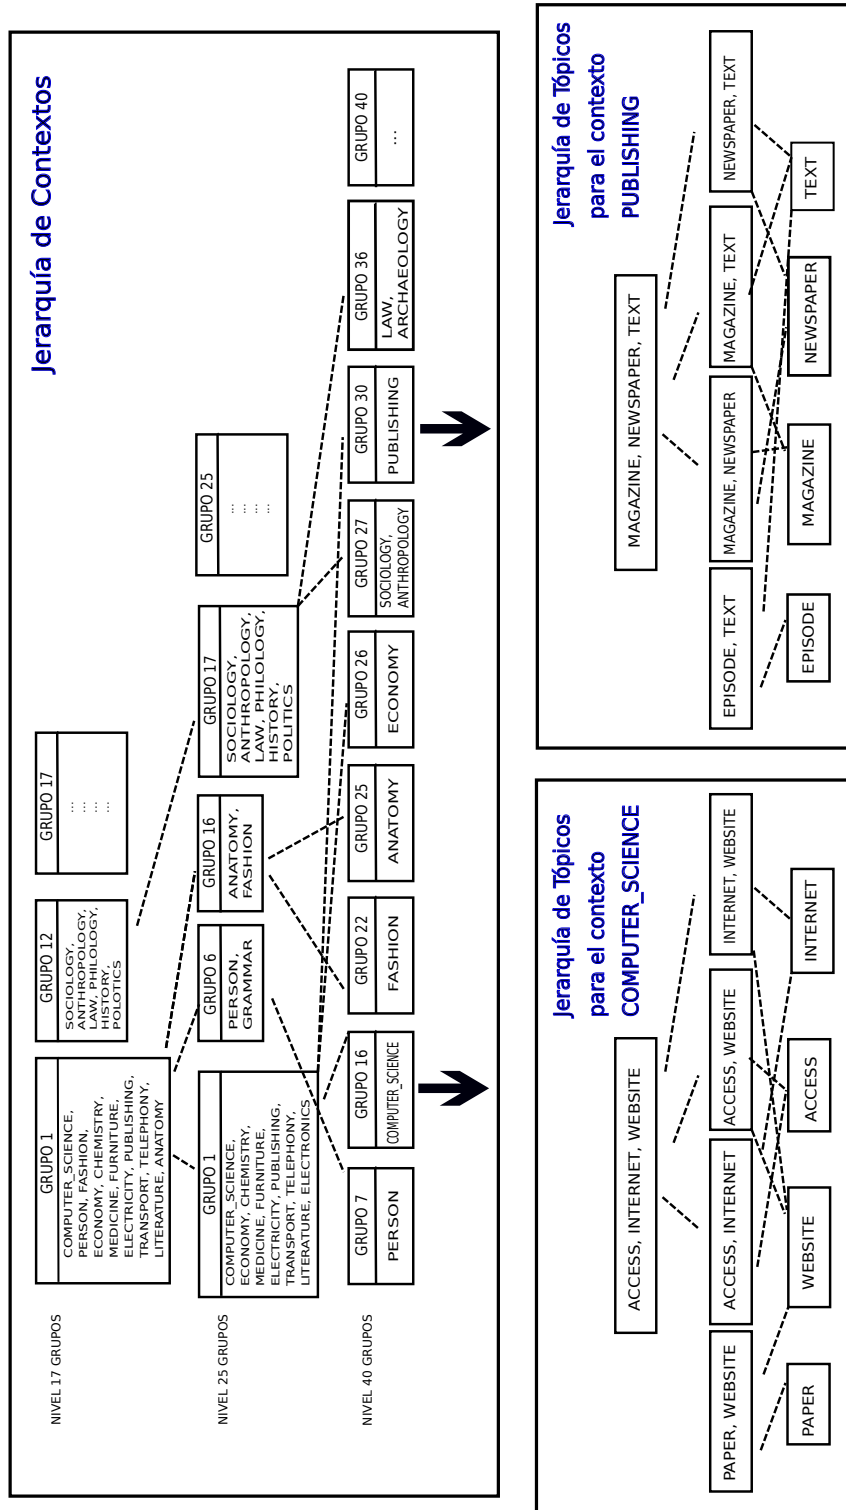 Jerarquía de Contextos
NIVEL 17 GRUPOS
GRUPO 1
COMPUTER_SCIENCE,
PERSON, FASHION,
ECONOMY, CHEMISTRY,
MEDICINE, FURNITURE,
ELECTRICITY, PUBLISHING,
TRANSPORT, TELEPHONY,
LITERATURE, ANATOMY
GRUPO 12
SOCIOLOGY,
ANTHROPOLOGY,
LAW, PHILOLOGY,
HISTORY,
POLOTICS
GRUPO 17
...
...
...
...
NIVEL 25 GRUPOS
GRUPO 1
COMPUTER_SCIENCE,
ECONOMY, CHEMISTRY,
MEDICINE, FURNITURE,
ELECTRICITY, PUBLISHING,
TRANSPORT, TELEPHONY,
LITERATURE, ELECTRONICS
GRUPO 6
PERSON,
GRAMMAR
GRUPO 16
ANATOMY,
FASHION
GRUPO 17
SOCIOLOGY,
ANTHROPOLOGY,
LAW, PHILOLOGY,
HISTORY,
POLITICS
GRUPO 25
...
...
...
...
NIVEL 40 GRUPOS
GRUPO 7
PERSON
GRUPO 16
COMPUTER_SCIENCE
GRUPO 22
FASHION
GRUPO 25
ANATOMY
GRUPO 26
ECONOMY
GRUPO 27
SOCIOLOGY,
ANTHROPOLOGY
GRUPO 30
PUBLISHING
GRUPO 36
LAW,
ARCHAEOLOGY
GRUPO 40
...
Jerarquía de Tópicos
para el contexto
COMPUTER_SCIENCE
ACCESS, INTERNET, WEBSITE
PAPER, WEBSITE
ACCESS, INTERNET
ACCESS, WEBSITE
INTERNET, WEBSITE
PAPER
WEBSITE
ACCESS
INTERNET
Jerarquía de Tópicos
para el contexto
PUBLISHING
MAGAZINE, NEWSPAPER, TEXT
EPISODE, TEXT
MAGAZINE, NEWSPAPER
MAGAZINE, TEXT
NEWSPAPER, TEXT
EPISODE
MAGAZINE
NEWSPAPER
TEXT